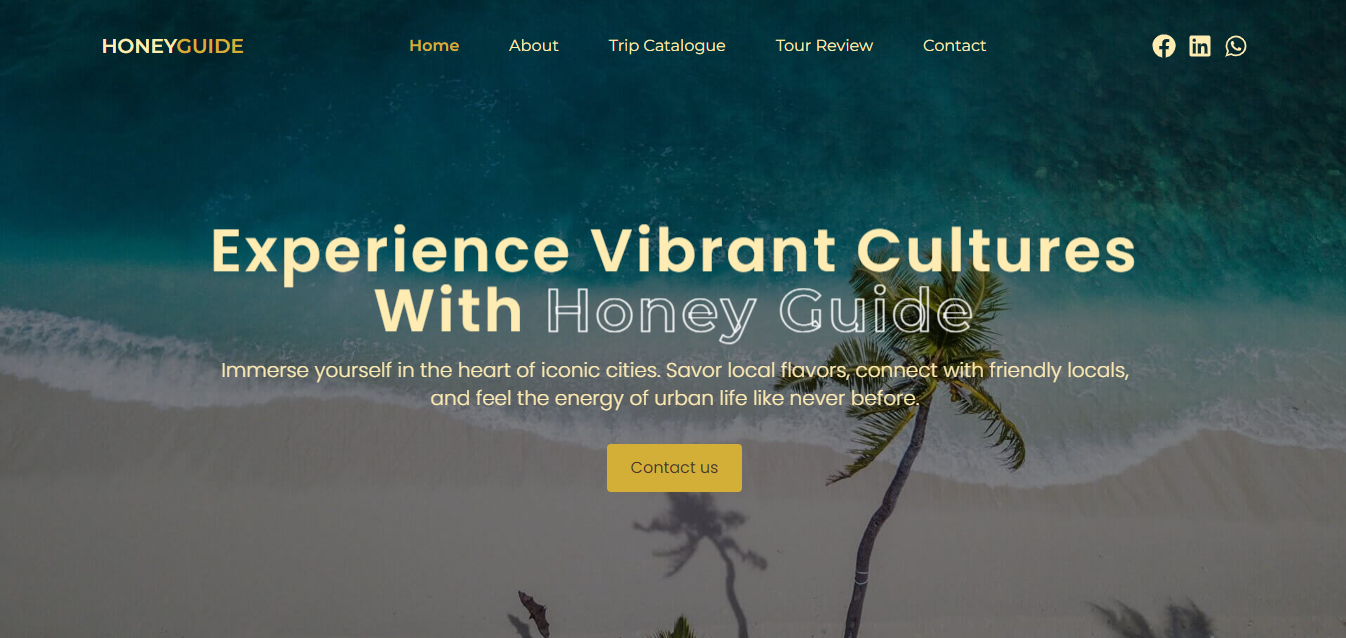 HONEYGUIDE
Home
About
Trip Catalogue
Tour Review
Contact
Experience Vibrant Cultures
With Honey Guide
Immerse yourself in the heart of iconic cities. Savor local flavors, connect with friendly locals,
and feel the energy of urban life like never before.
Contact us